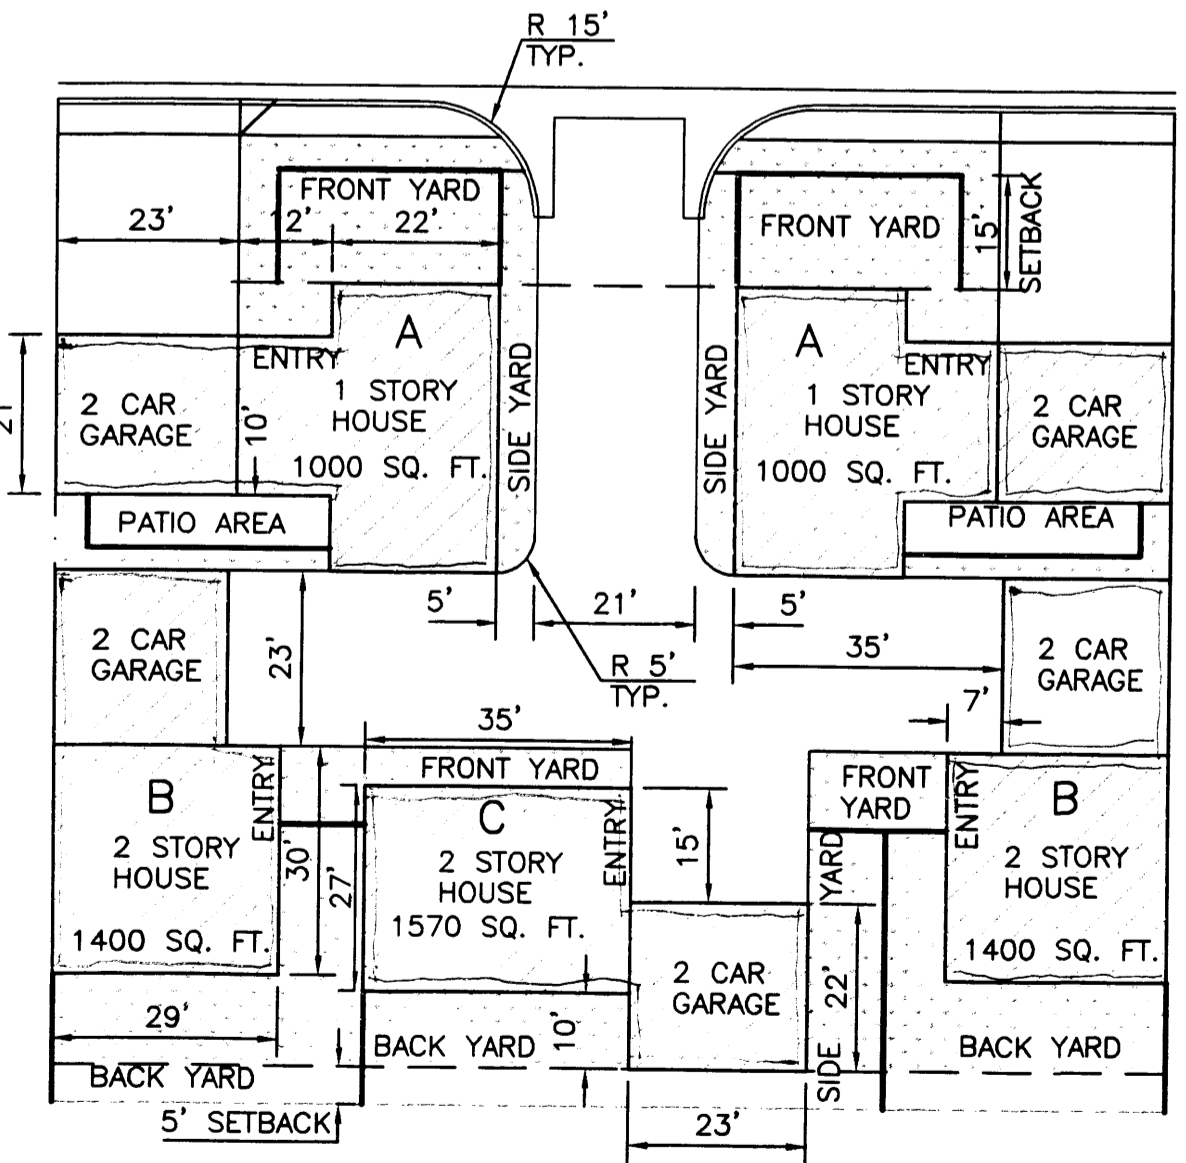 R 15'
TYP.
FRONT YARD
23'
12'
22'
FRONT YARD
15'
SETBACK
A
ENTRY
1 STORY
HOUSE
1000 SQ. FT.
2 CAR
GARAGE
21'
10'
SIDE YARD
SIDE YARD
A
ENTRY
1 STORY
HOUSE
1000 SQ. FT.
2 CAR
GARAGE
PATIO AREA
PATIO AREA
5'
21'
5'
2 CAR
GARAGE
23'
R 5'
TYP.
35'
2 CAR
GARAGE
7'
35'
FRONT YARD
FRONT
YARD
B
ENTRY
2 STORY
HOUSE
1400 SQ. FT.
30'
27'
C
ENTRY
2 STORY
HOUSE
1570 SQ. FT.
15'
SIDE YARD
ENTRY
B
2 STORY
HOUSE
1400 SQ. FT.
2 CAR
GARAGE
22'
29'
BACK YARD
10'
BACK YARD
BACK YARD
5' SETBACK
23'